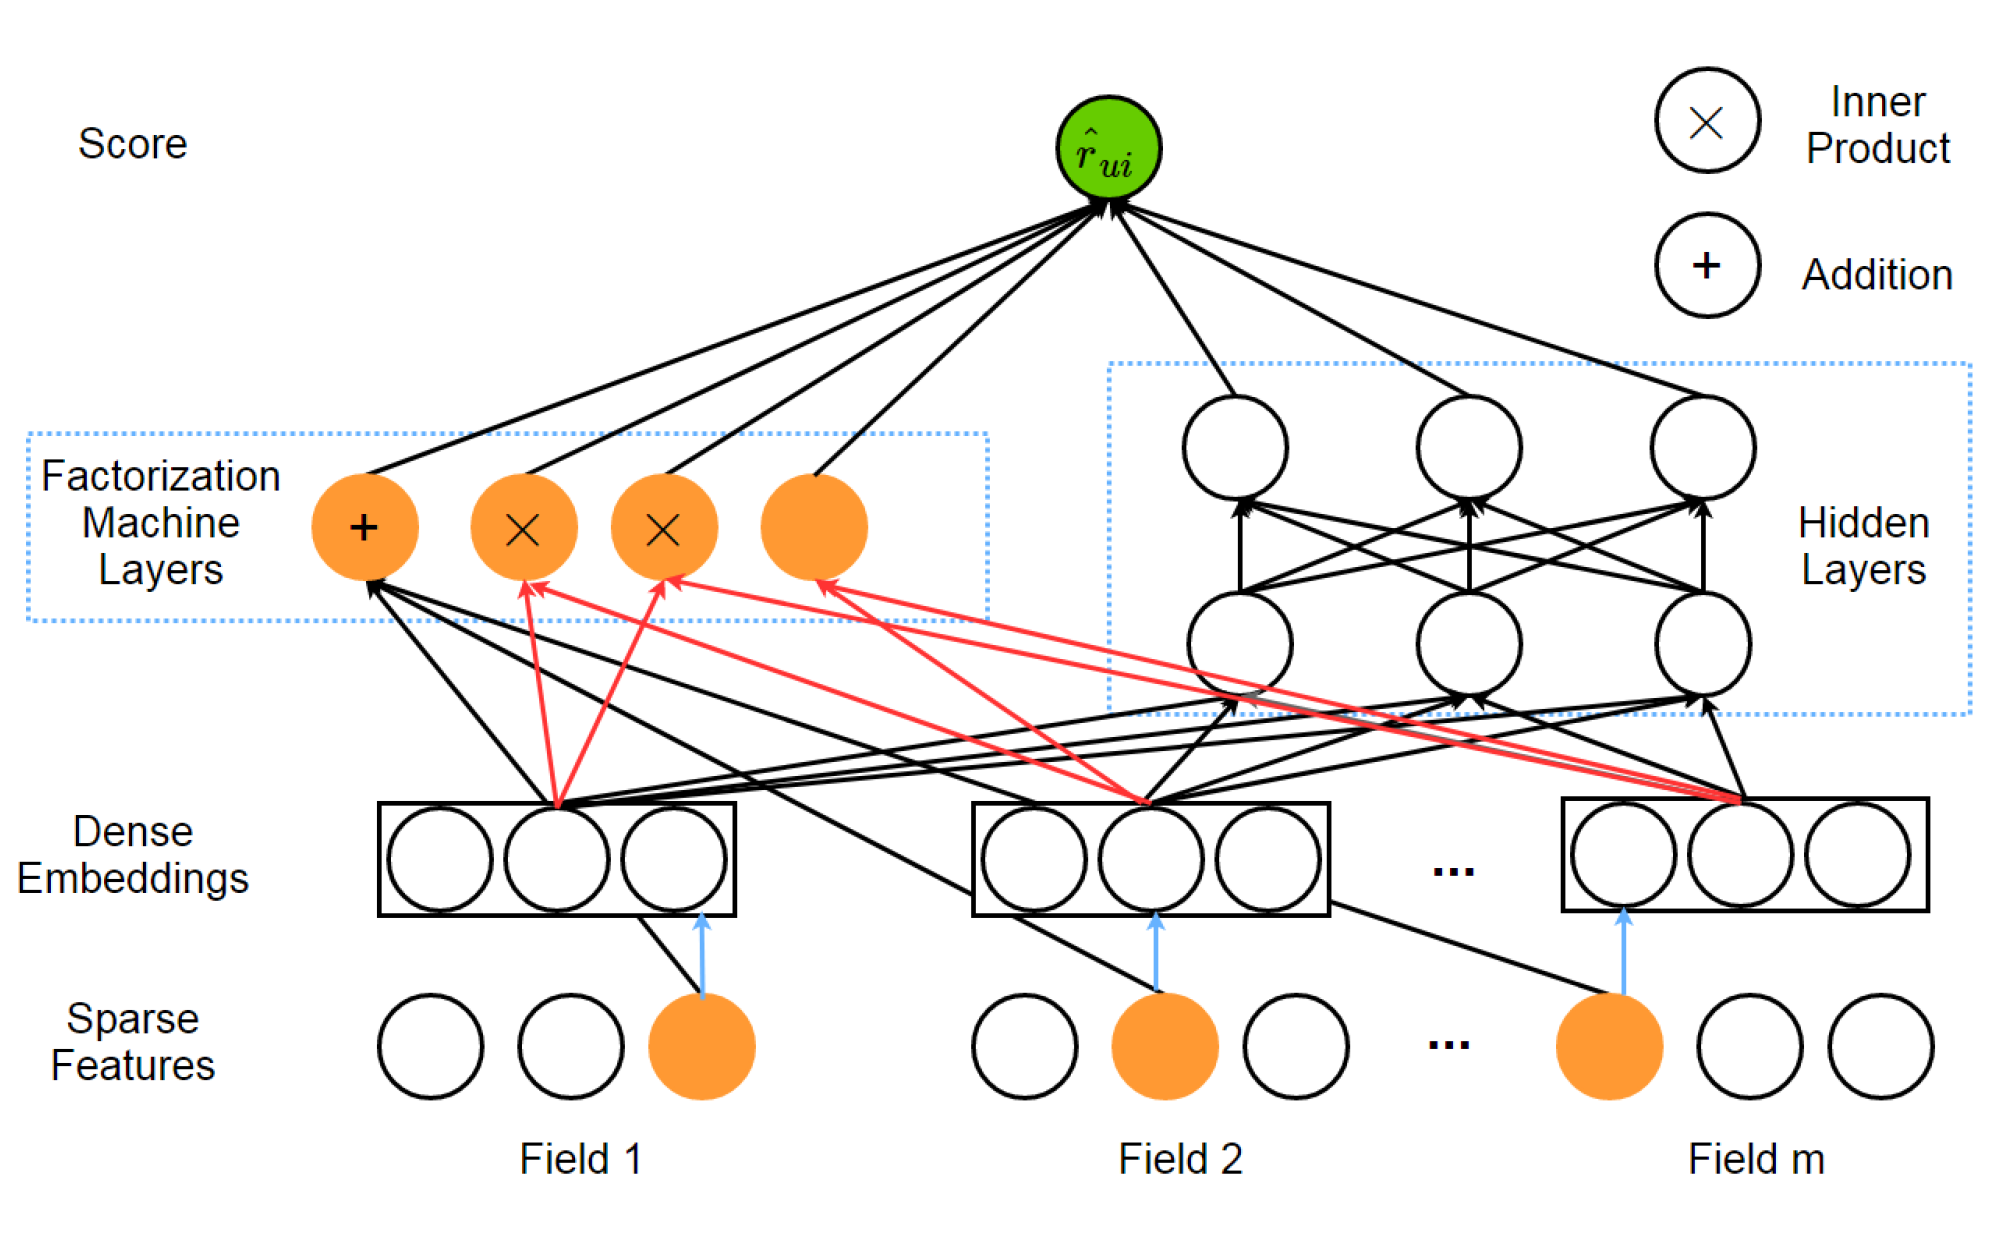 Score
r̂ui
×
Inner
Product
+
Addition
Factorization
Machine
Layers
+
×
×
Hidden
Layers
Dense
Embeddings
...
Sparse
Features
...
Field 1
Field 2
Field m